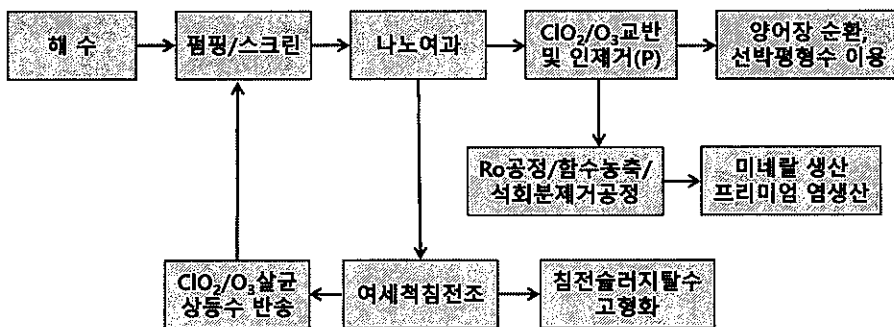 해 수
펌핑/스크린
나노여과
ClO₂/O₃교반
및 인제거(P)
양어장 순환,
선박평형수 이용
Ro공정/함수농축/
석회분제거공정
미네랄 생산
프리미엄 염생산
ClO₂/O₃살균
상등수 반송
여세척침전조
침전슬러지탈수
고형화